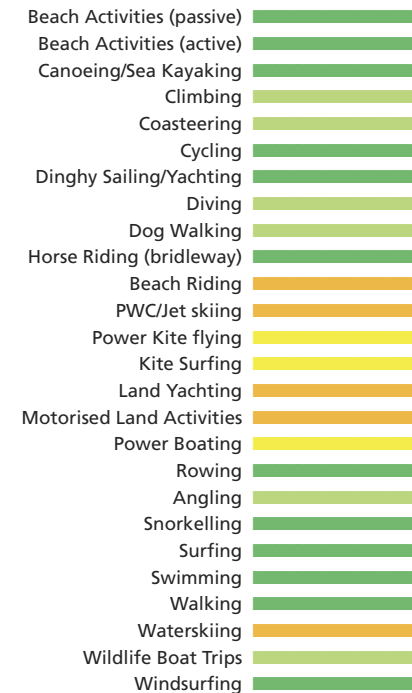 Beach Activities (passive)
Beach Activities (active)
Canoeing/Sea Kayaking
Climbing
Coasteering
Cycling
Dinghy Sailing/Yachting
Diving
Dog Walking
Horse Riding (bridleway)
Beach Riding
PWC/Jet skiing
Power Kite flying
Kite Surfing
Land Yachting
Motorised Land Activities
Power Boating
Rowing
Angling
Snorkelling
Surfing
Swimming
Walking
Waterskiing
Wildlife Boat Trips
Windsurfing